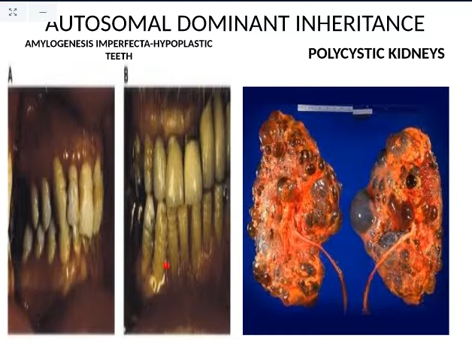 AUTOSOMAL DOMINANT INHERITANCE
AMYLOGENESIS IMPERFECTA-HYPOPLASTIC
TEETH
POLYCYSTIC KIDNEYS
A
B